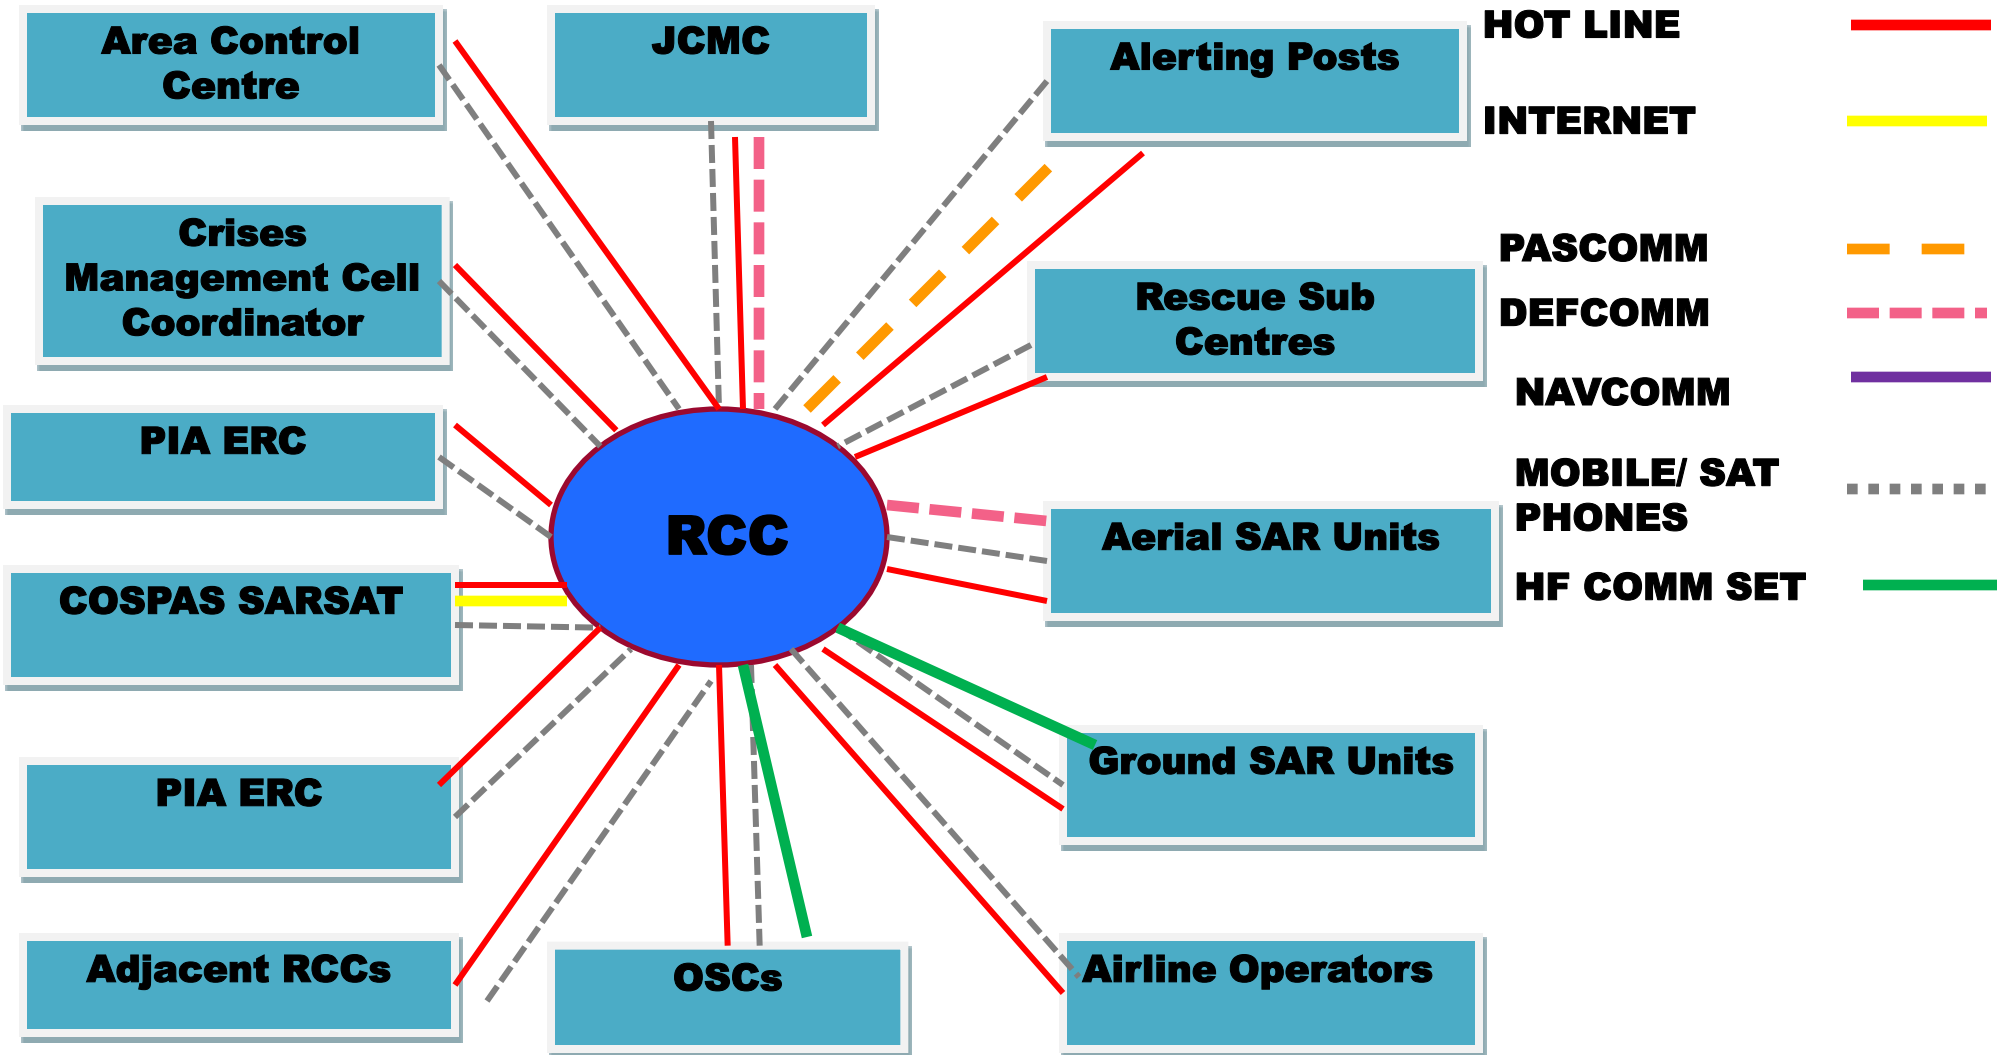 Area Control
Centre
JCMC
Alerting Posts
HOT LINE
INTERNET
Crises
Management Cell
Coordinator
PASCOMM
Rescue Sub
Centres
DEFCOMM
NAVCOMM
PIA ERC
MOBILE/ SAT
PHONES
RCC
Aerial SAR Units
COSPAS SARSAT
HF COMM SET
PIA ERC
Ground SAR Units
Adjacent RCCs
OSCs
Airline Operators